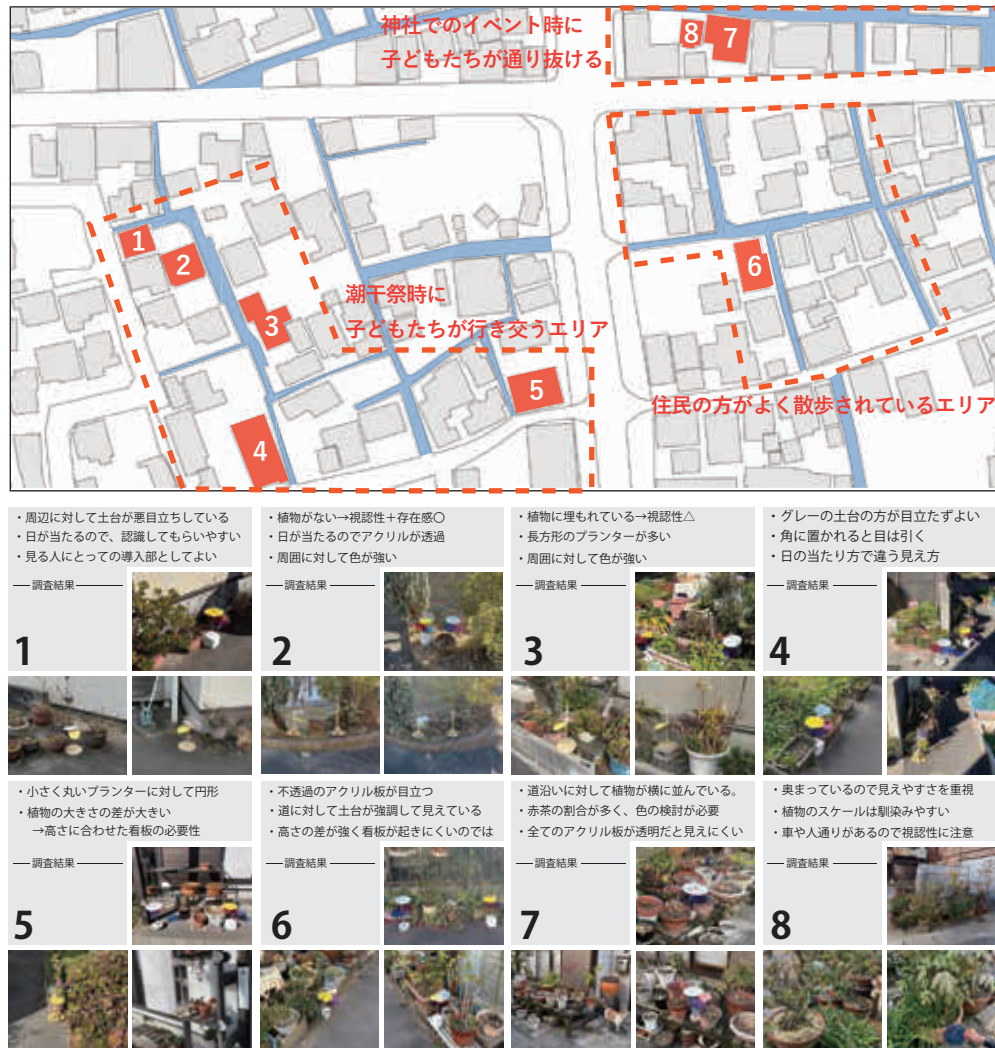 神社でのイベント時に
子どもたちが通り抜ける
8
7
1
2
3
潮干祭時に
子どもたちが行き交うエリア
6
5
4
住民の方がよく散歩されているエリア
・周辺に対して土台が悪目立ちしている
・日が当たるので、認識してもらいやすい
・見る人にとっての導入部としてよい
調査結果
1
・植物がない→視認性＋存在感〇
・日が当たるのでアクリルが透過
・周囲に対して色が強い
調査結果
2
・植物に埋もれている→視認性△
・長方形のプランターが多い
・周囲に対して色が強い
調査結果
3
・グレーの土台の方が目立たずよい
・角に置かれると目は引く
・日の当たり方で違う見え方
調査結果
4
・小さく丸いプランターに対して円形
・植物の大きさの差が大きい
→高さに合わせた看板の必要性
調査結果
5
・不透過のアクリル板が目立つ
・道に対して土台が強調して見えている
・高さの差が強く看板が起きにくいのでは
調査結果
6
・道沿いに対して植物が横に並んでいる。
・赤茶の割合が多く、色の検討が必要
・全てのアクリル板が透明だと見えにくい
調査結果
7
・奥まっているので見えやすさを重視
・植物のスケールは馴染みやすい
・車や人通りがあるので視認性に注意
調査結果
8